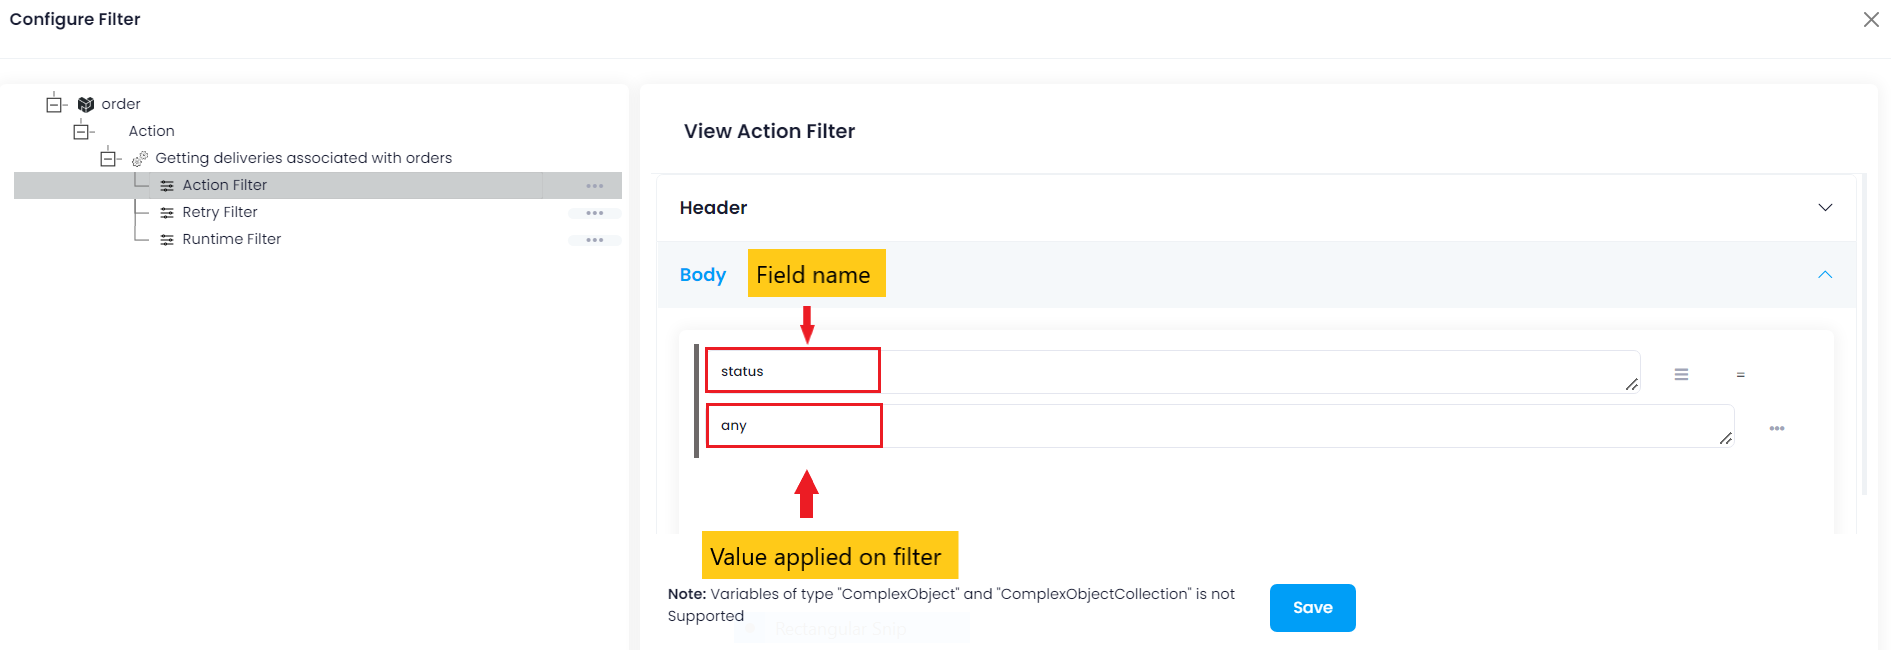 Configure Filter
order
Action
Getting deliveries associated with orders
Action Filter
Retry Filter
Runtime Filter
View Action Filter
Header
Body
Field name
status
=
any
Value applied on filter
Note: Variables of type "ComplexObject" and "ComplexObjectCollection" is not
Supported
Save
Rectangular Snip